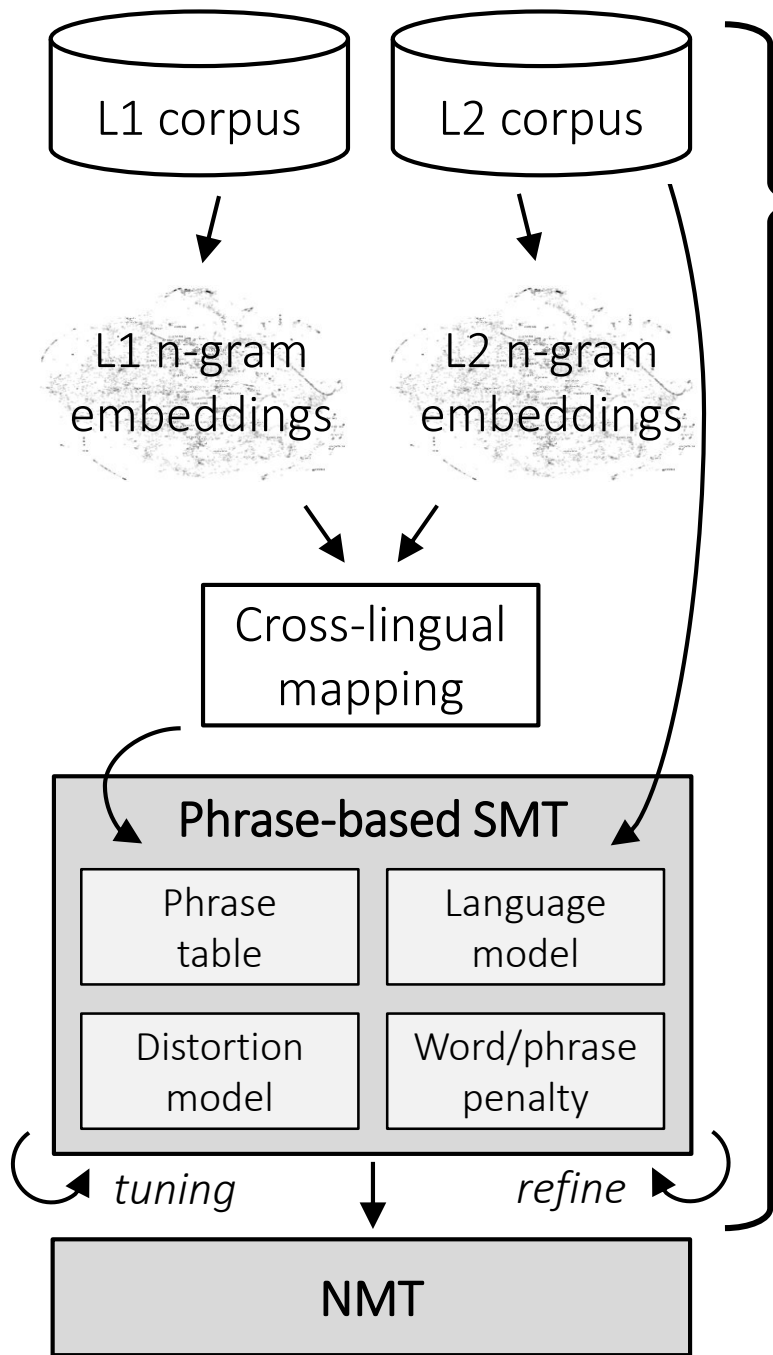 L1 corpus
L2 corpus
L1 n-gram
embeddings
L2 n-gram
embeddings
Cross-lingual
mapping
Phrase-based SMT
Phrase
table
Language
model
Distortion
model
Word/phrase
penalty
tuning
refine
NMT